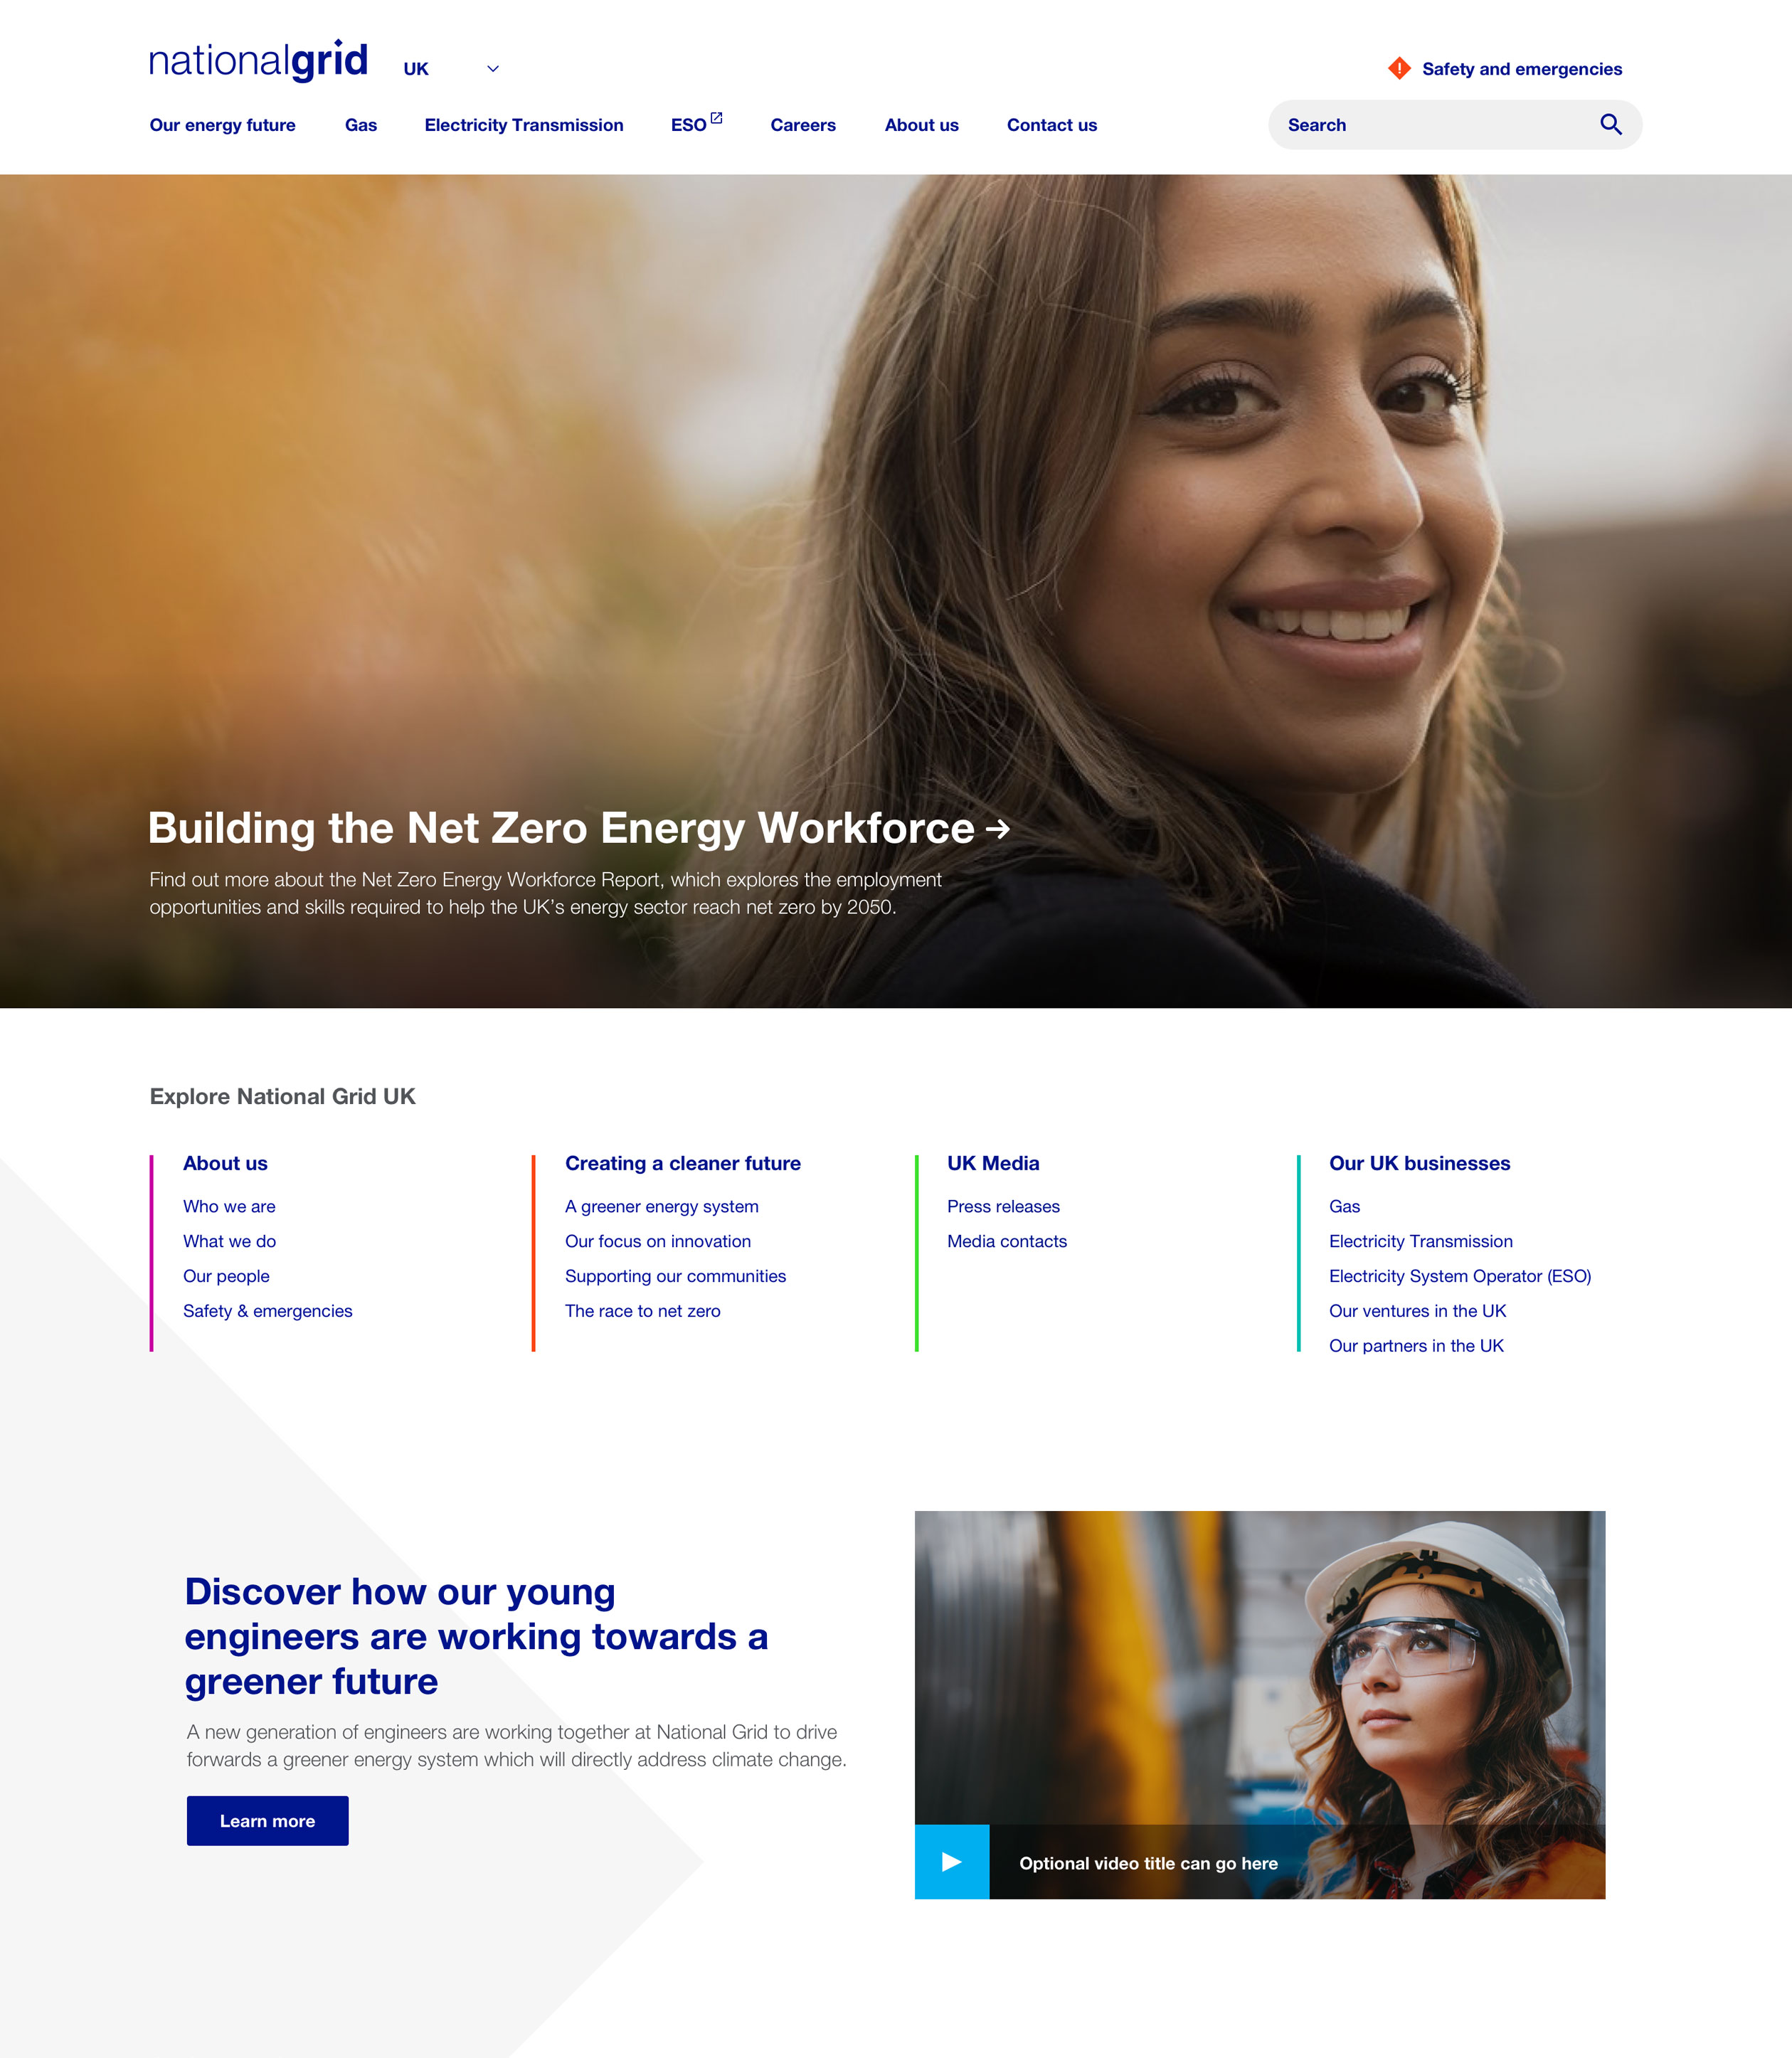 nationalgrid
UK
Safety and emergencies
Our energy future
Gas
Electricity Transmission
ESO
Careers
About us
Contact us
Search
Building the Net Zero Energy Workforce →
Find out more about the Net Zero Energy Workforce Report, which explores the employment
opportunities and skills required to help the UK’s energy sector reach net zero by 2050.
Explore National Grid UK
About us
Who we are
What we do
Our people
Safety & emergencies
Creating a cleaner future
A greener energy system
Our focus on innovation
Supporting our communities
The race to net zero
UK Media
Press releases
Media contacts
Our UK businesses
Gas
Electricity Transmission
Electricity System Operator (ESO)
Our ventures in the UK
Our partners in the UK
Discover how our young
engineers are working towards a
greener future
A new generation of engineers are working together at National Grid to drive
forwards a greener energy system which will directly address climate change.
Learn more
Optional video title can go here